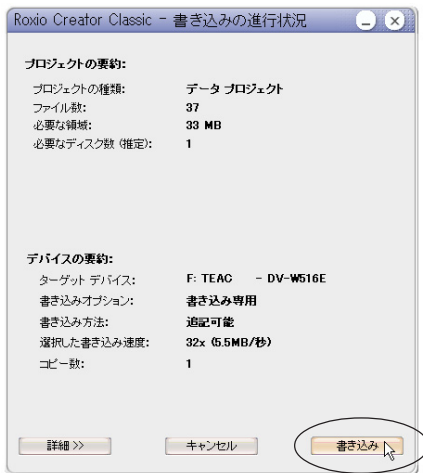 Roxio Creator Classic - 書き込みの進行状況
プロジェクトの要約:
プロジェクトの種類: データ プロジェクト
ファイル数: 37
必要な領域: 33 MB
必要なディスク数 (推定): 1
デバイスの要約:
ターゲット デバイス: F: TEAC - DV-W516E
書き込みオプション: 書き込み専用
書き込み方法: 追記可能
選択した書き込み速度: 32x (5.5MB/秒)
コピー数: 1
詳細 >> キャンセル 書き込み